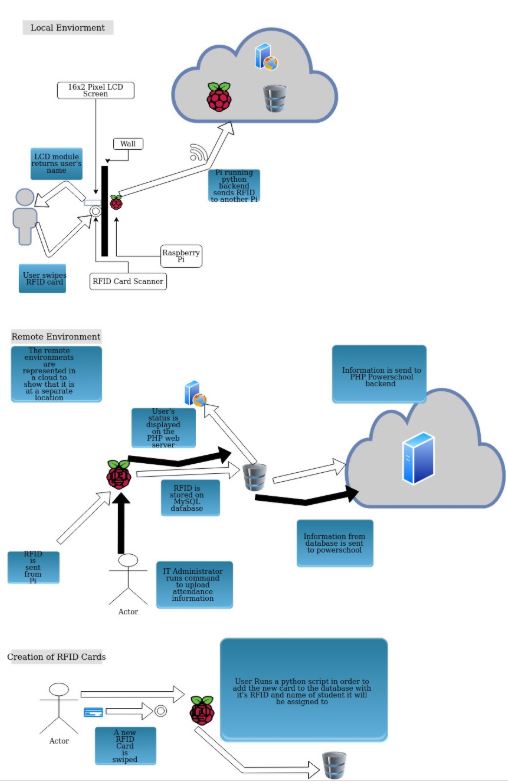 Local Enviorment
16x2 Pixel LCD
Screen
Wall
LCD module
returns user's
name
Pi running
python
backend
sends RFID
to another Pi
User swipes
RFID card
Raspberry
Pi
RFID Card Scanner
Remote Environment
The remote
environments
are
represented in
a cloud to
show that it is
at a separate
location
Information is send to
PHP Powerschool
backend
User's
status is
displayed
on the
PHP web
server
RFID is
stored on
MySQL
database
Information from
database is sent
to powerschool
RFID
is
sent
from
Pi
IT Administrator
runs command
to upload
attendance
information
Actor
Creation of RFID Cards
User Runs a python script in order to
add the new card to the database with
it's RFID and name of student it will
be assigned to
Actor
A new
RFID
Card
is
swiped